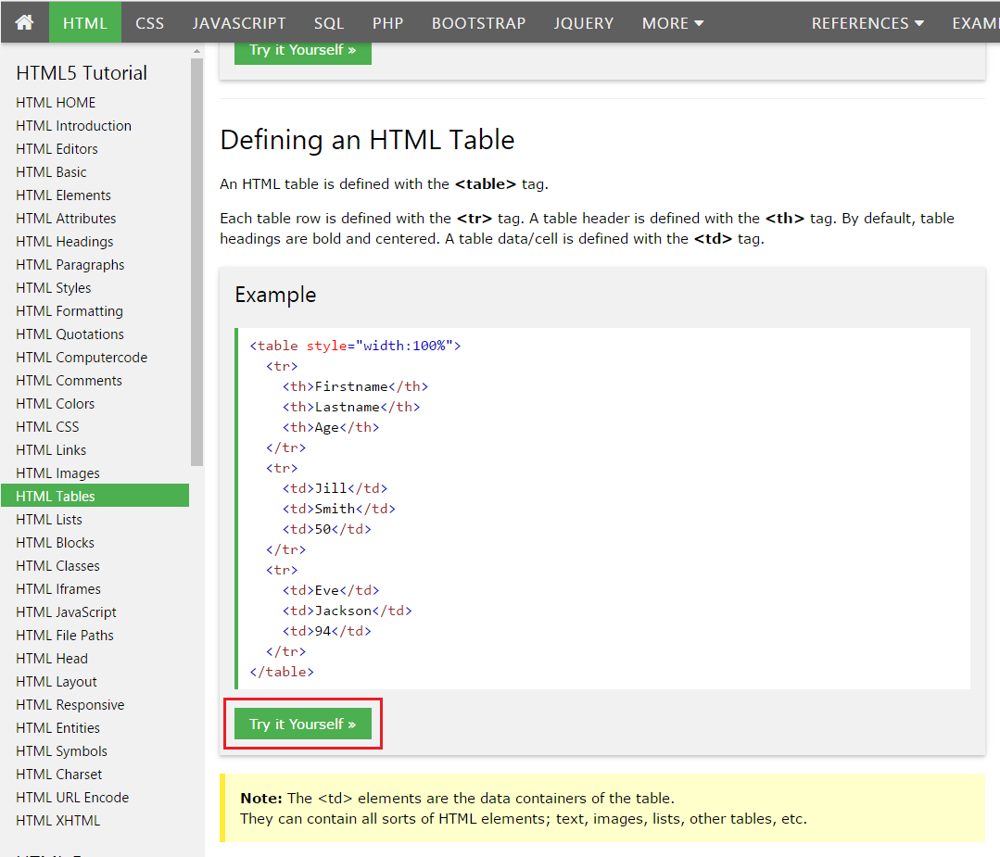 HTML CSS JAVASCRIPT SQL PHP BOOTSTRAP JQUERY MORE REFERENCES EXAM
HTML5 Tutorial
HTML HOME
HTML Introduction
HTML Editors
HTML Basic
HTML Elements
HTML Attributes
HTML Headings
HTML Paragraphs
HTML Styles
HTML Formatting
HTML Quotations
HTML Computercode
HTML Comments
HTML Colors
HTML CSS
HTML Links
HTML Images
HTML Tables
HTML Lists
HTML Blocks
HTML Classes
HTML Iframes
HTML JavaScript
HTML File Paths
HTML Head
HTML Layout
HTML Responsive
HTML Entities
HTML Symbols
HTML Charset
HTML URL Encode
HTML XHTML
Try it Yourself »
Defining an HTML Table
An HTML table is defined with the <table> tag.
Each table row is defined with the <tr> tag. A table header is defined with the <th> tag. By default, table
headings are bold and centered. A table data/cell is defined with the <td> tag.
Example
<table style="width:100%">
  <tr>
    <th>Firstname</th>
    <th>Lastname</th>
    <th>Age</th>
  </tr>
  <tr>
    <td>Jill</td>
    <td>Smith</td>
    <td>50</td>
  </tr>
  <tr>
    <td>Eve</td>
    <td>Jackson</td>
    <td>94</td>
  </tr>
</table>
Try it Yourself »
Note: The <td> elements are the data containers of the table.
They can contain all sorts of HTML elements; text, images, lists, other tables, etc.